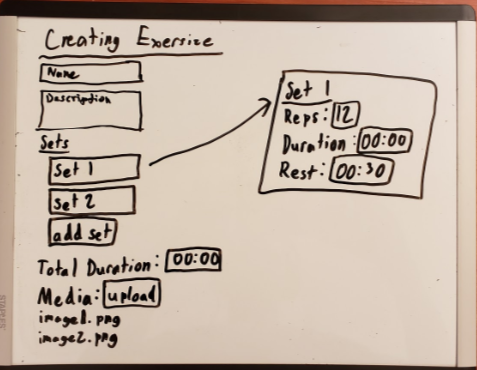 Creating Exersize
Name
Description
Sets
Set 1
set 2
add set
Total Duration: 00:00
Media: upload
image1.png
image2.png
Set 1
Reps: 12
Duration: 00:00
Rest: 00:30